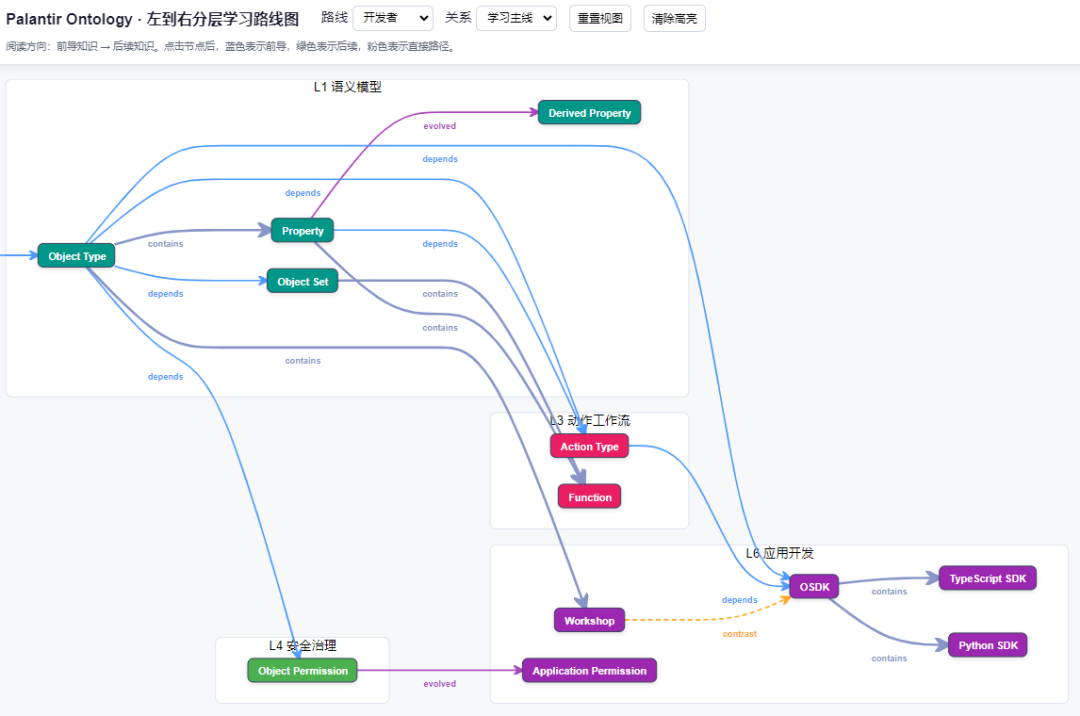 Palantir Ontology · 左到右分层学习路线图 路线 开发者 关系 学习主线 重置视图 清除高亮
阅读方向：前导知识 → 后续知识。点击节点后，蓝色表示前导，绿色表示后续，粉色表示直接路径。
L1 语义模型
Derived Property
evolved
depends
depends
Property
contains
depends
Object Type
Object Set
depends
contains
contains
contains
depends
L3 动作工作流
Action Type
Function
L6 应用开发
TypeScript SDK
OSDK
contains
depends
Workshop
contrast
Python SDK
contains
L4 安全治理
Object Permission
Application Permission
evolved